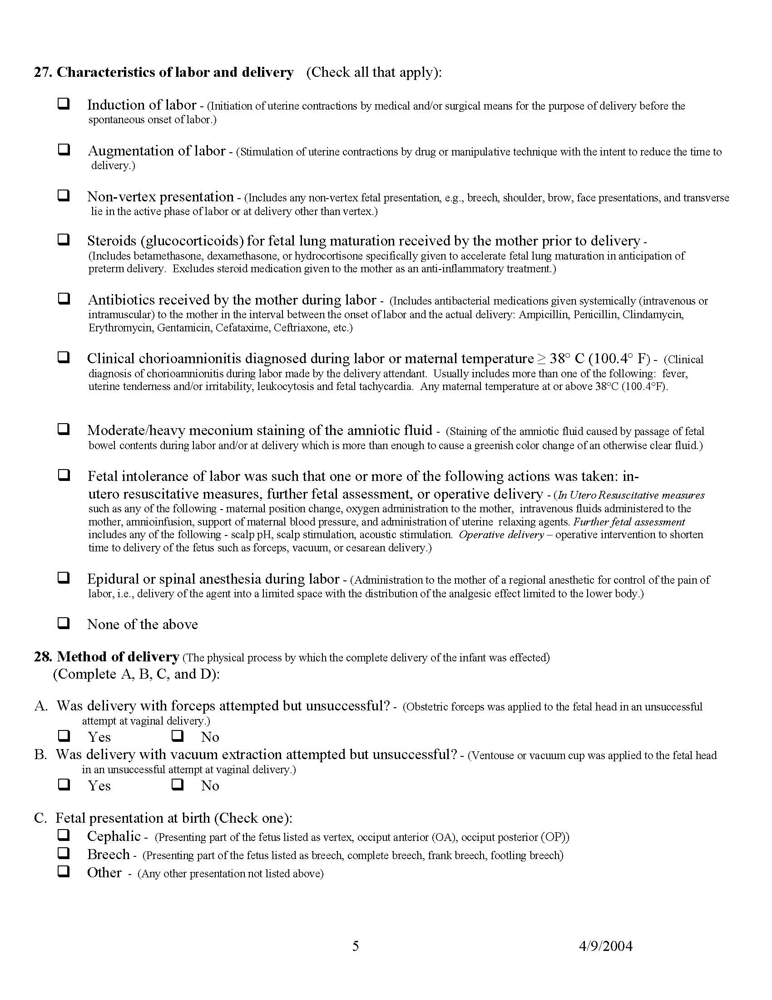 27. Characteristics of labor and delivery (Check all that apply):
❑ Induction of labor - (Initiation of uterine contractions by medical and/or surgical means for the purpose of delivery before the
spontaneous onset of labor.)
❑ Augmentation of labor - (Stimulation of uterine contractions by drug or manipulative technique with the intent to reduce the time to
delivery.)
❑ Non-vertex presentation - (Includes any non-vertex fetal presentation, e.g., breech, shoulder, brow, face presentations, and transverse
lie in the active phase of labor or at delivery other than vertex.)
❑ Steroids (glucocorticoids) for fetal lung maturation received by the mother prior to delivery -
(Includes betamethasone, dexamethasone, or hydrocortisone specifically given to accelerate fetal lung maturation in anticipation of
preterm delivery. Excludes steroid medication given to the mother as an anti-inflammatory treatment.)
❑ Antibiotics received by the mother during labor - (Includes antibacterial medications given systemically (intravenous or
intramuscular) to the mother in the interval between the onset of labor and the actual delivery: Ampicillin, Penicillin, Clindamycin,
Erythromycin, Gentamicin, Cefataxime, Ceftriaxone, etc.)
❑ Clinical chorioamnionitis diagnosed during labor or maternal temperature ≥ 38° C (100.4° F) - (Clinical
diagnosis of chorioamnionitis during labor made by the delivery attendant. Usually includes more than one of the following: fever,
uterine tenderness and/or irritability, leukocytosis and fetal tachycardia. Any maternal temperature at or above 38°C (100.4°F).
❑ Moderate/heavy meconium staining of the amniotic fluid - (Staining of the amniotic fluid caused by passage of fetal
bowel contents during labor and/or at delivery which is more than enough to cause a greenish color change of an otherwise clear fluid.)
❑ Fetal intolerance of labor was such that one or more of the following actions was taken: in-
utero resuscitative measures, further fetal assessment, or operative delivery - (In Utero Resuscitative measures
such as any of the following - maternal position change, oxygen administration to the mother, intravenous fluids administered to the
mother, amnioinfusion, support of maternal blood pressure, and administration of uterine relaxing agents. Further fetal assessment
includes any of the following - scalp pH, scalp stimulation, acoustic stimulation. Operative delivery – operative intervention to shorten
time to delivery of the fetus such as forceps, vacuum, or cesarean delivery.)
❑ Epidural or spinal anesthesia during labor - (Administration to the mother of a regional anesthetic for control of the pain of
labor, i.e., delivery of the agent into a limited space with the distribution of the analgesic effect limited to the lower body.)
❑ None of the above
28. Method of delivery (The physical process by which the complete delivery of the infant was effected)
(Complete A, B, C, and D):
A. Was delivery with forceps attempted but unsuccessful? - (Obstetric forceps was applied to the fetal head in an unsuccessful
attempt at vaginal delivery.)
❑ Yes ❑ No
B. Was delivery with vacuum extraction attempted but unsuccessful? - (Ventouse or vacuum cup was applied to the fetal head
in an unsuccessful attempt at vaginal delivery.)
❑ Yes ❑ No
C. Fetal presentation at birth (Check one):
❑ Cephalic - (Presenting part of the fetus listed as vertex, occiput anterior (OA), occiput posterior (OP))
❑ Breech - (Presenting part of the fetus listed as breech, complete breech, frank breech, footling breech)
❑ Other - (Any other presentation not listed above)
5 4/9/2004